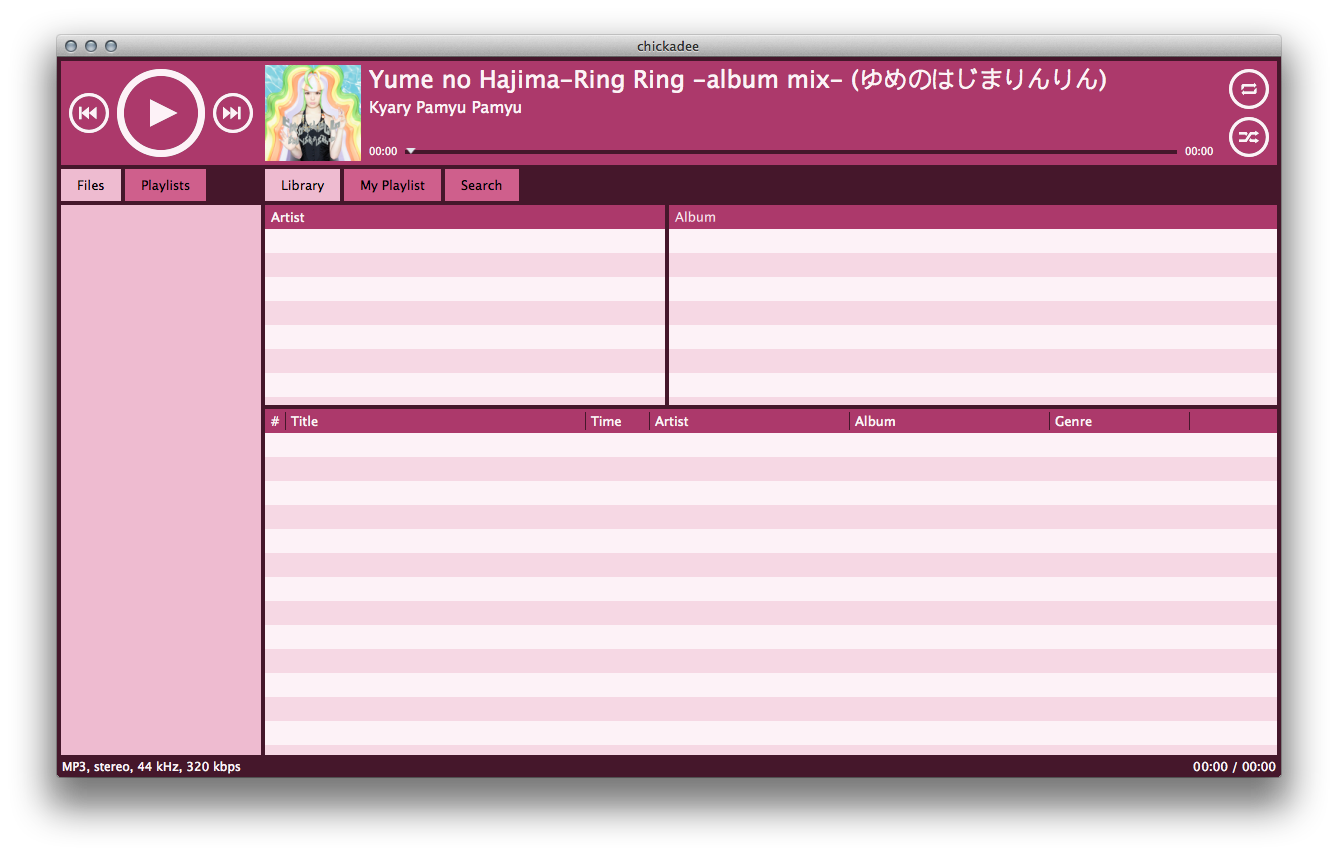 chickadee
Yume no Hajima-Ring Ring -album mix- (ゆめのはじまりんりん)
Kyary Pamyu Pamyu
00:00 00:00
Files Playlists Library My Playlist Search
Artist Album
# Title Time Artist Album Genre
MP3, stereo, 44 kHz, 320 kbps 00:00 / 00:00